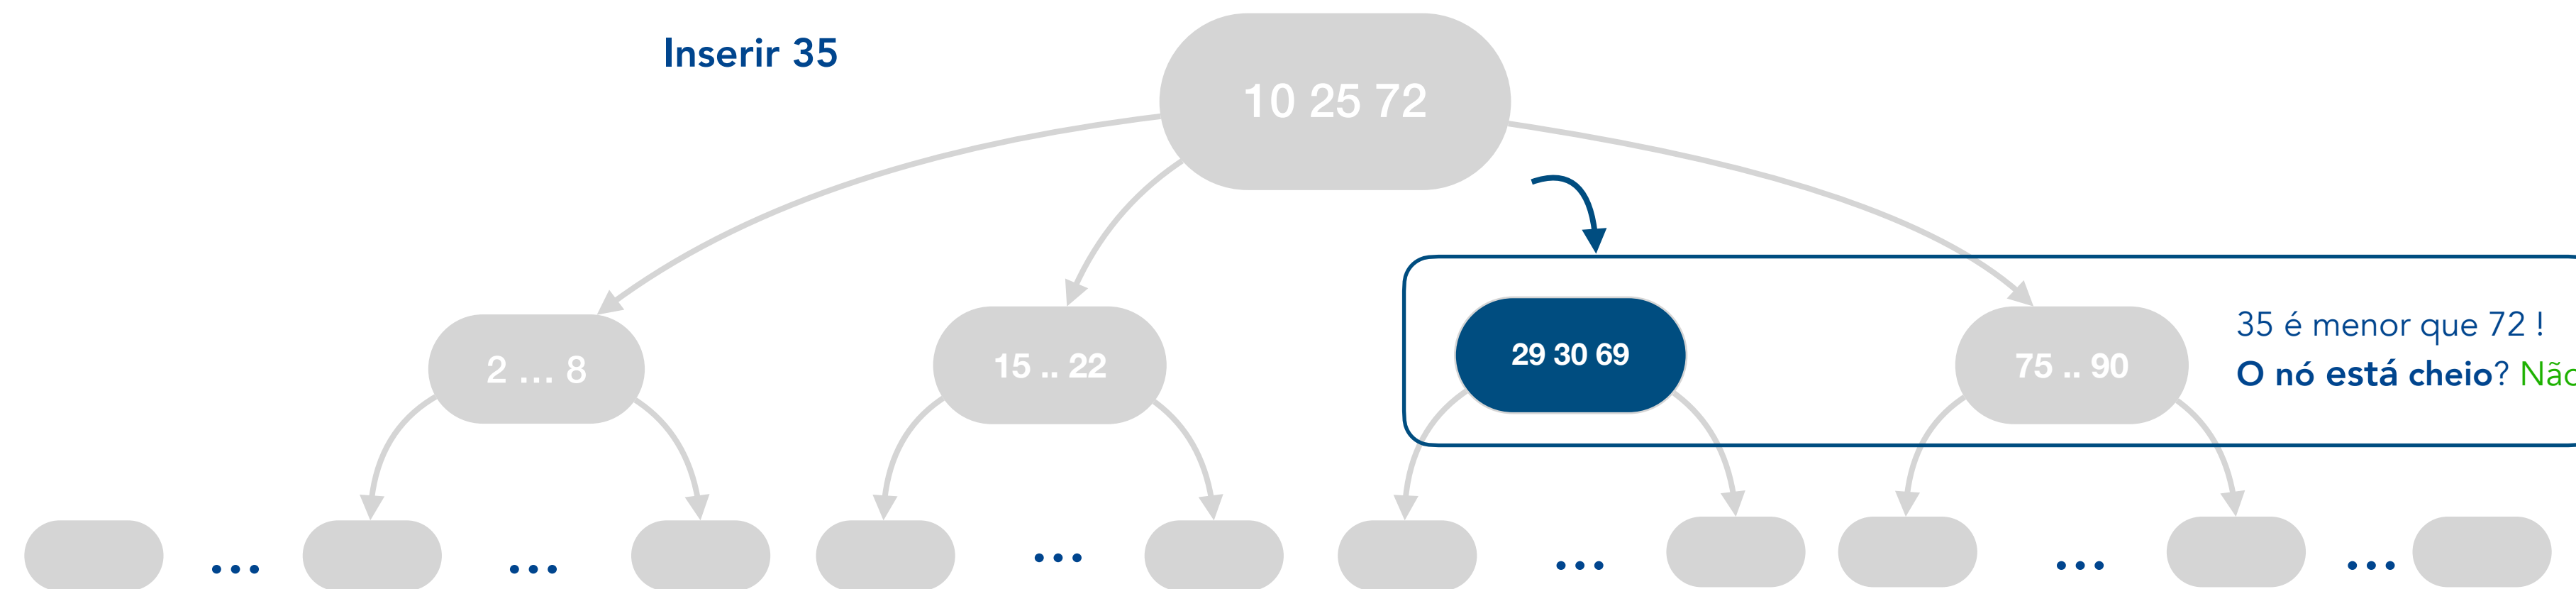 Inserir 35
10 25 72
2 ... 8
15 .. 22
29 30 69
75 .. 90
35 é menor que 72 !
O nó está cheio? Não